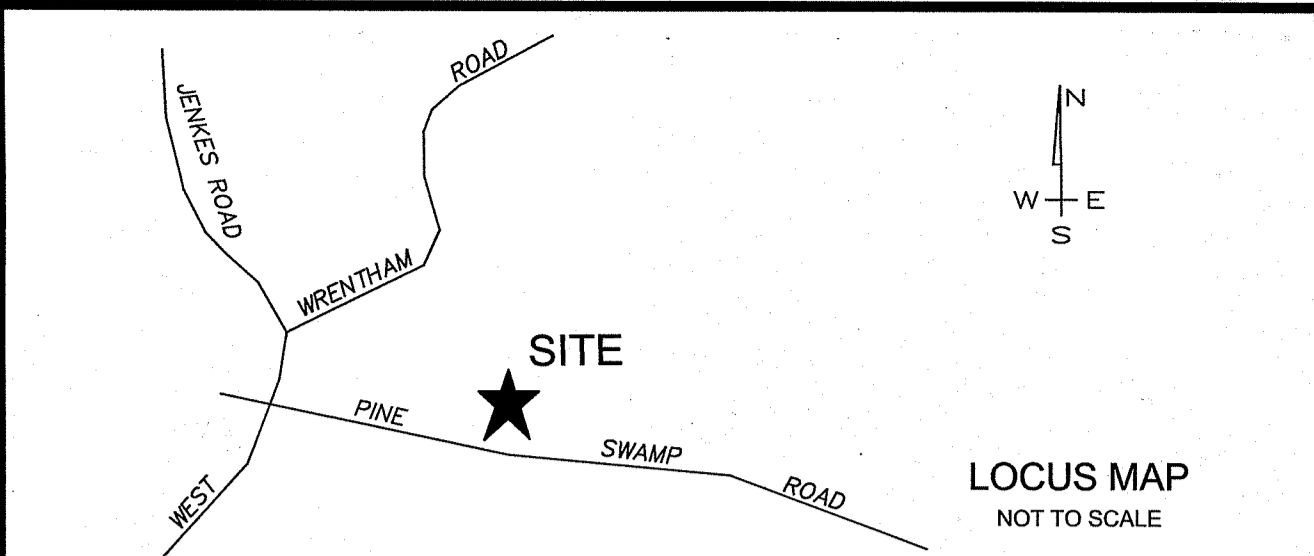 ROAD
JENKES ROAD
N
W E
S
WRENTHAM
SITE
PINE
SWAMP
ROAD
WEST
LOCUS MAP
NOT TO SCALE